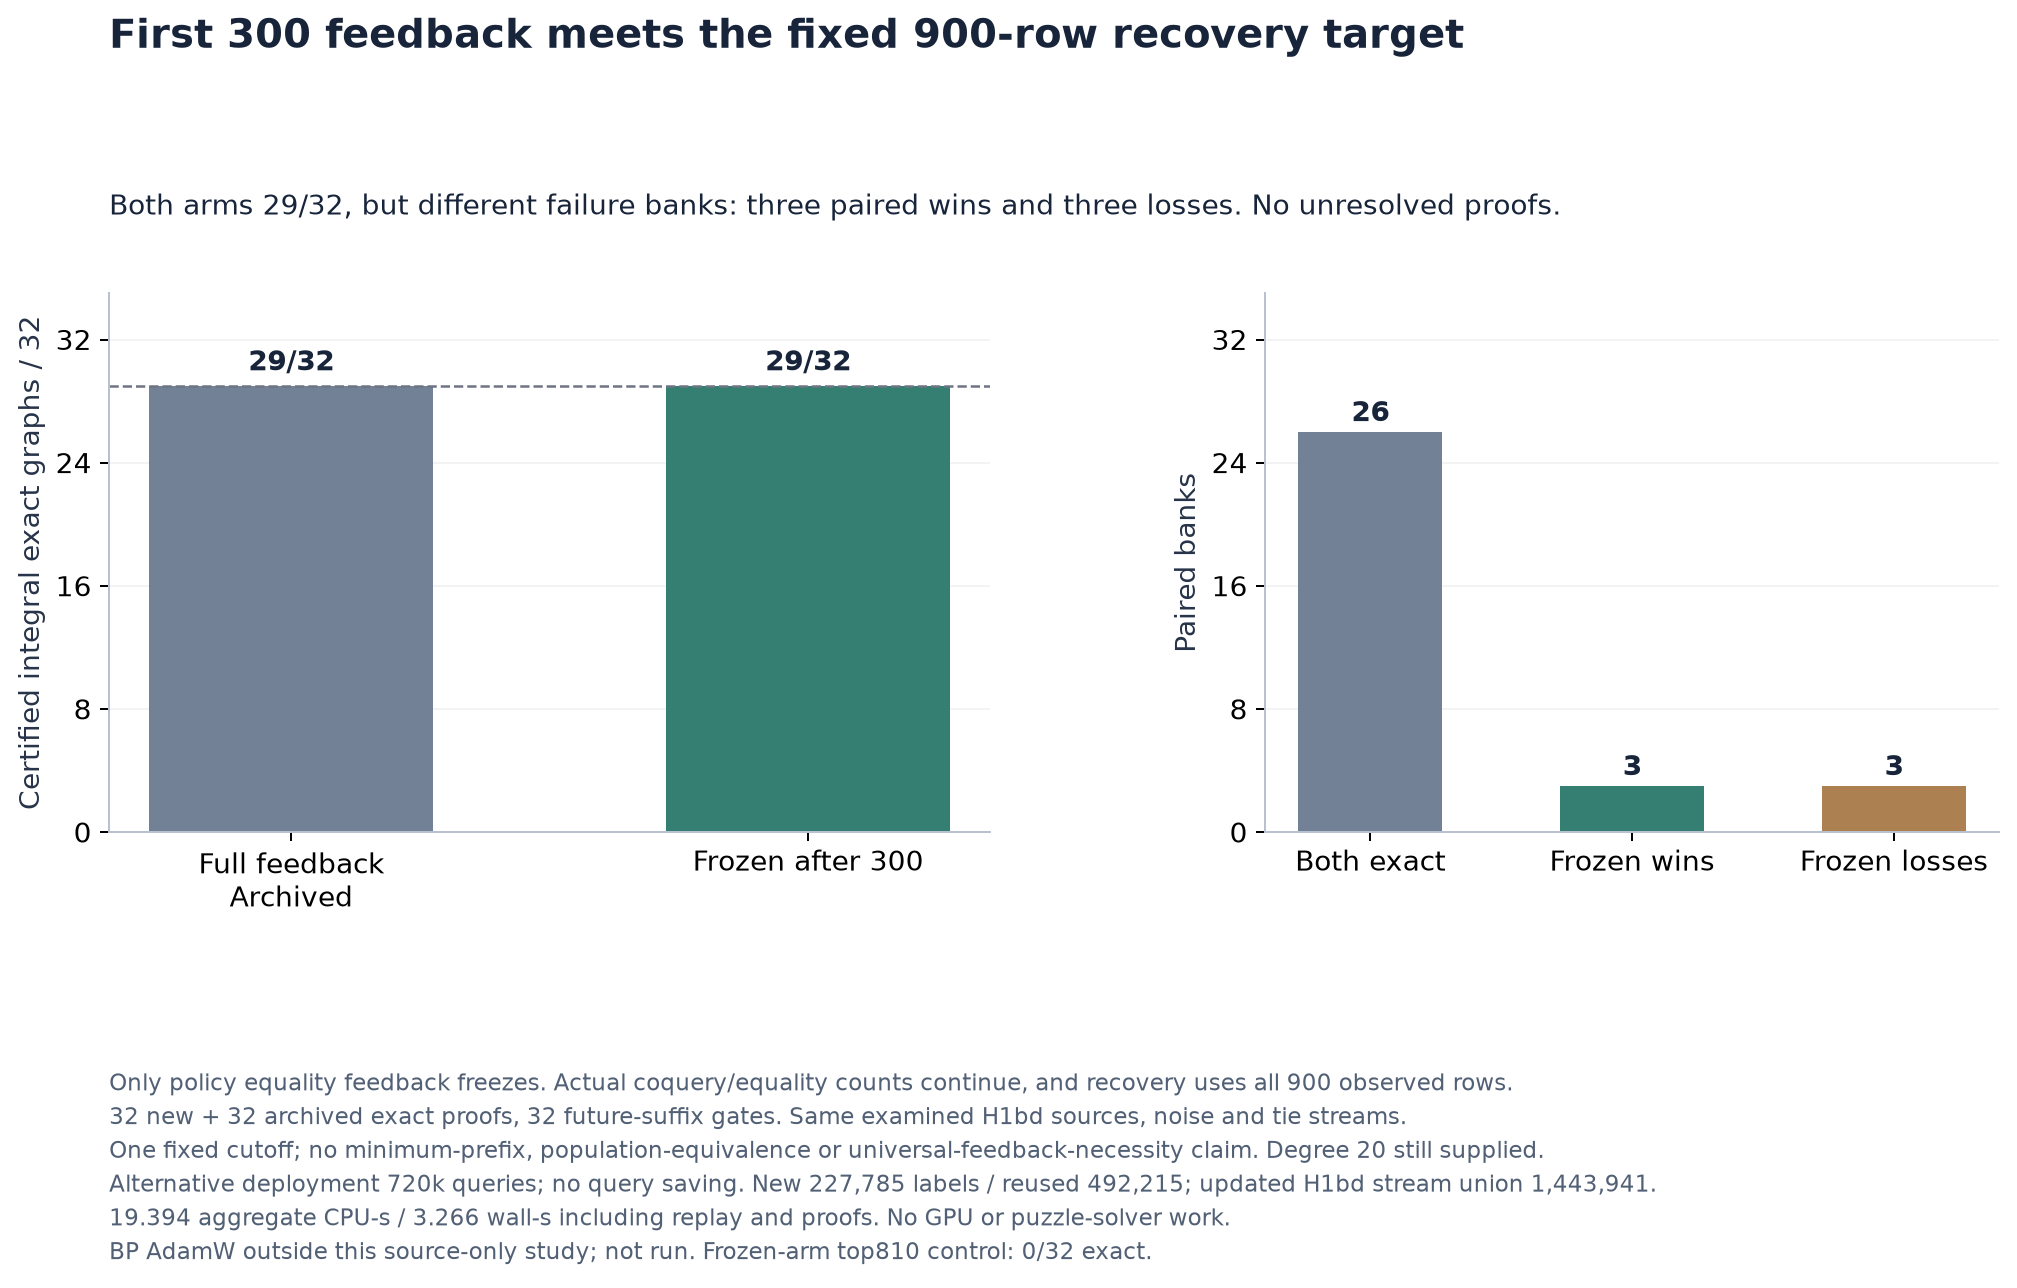 First 300 feedback meets the fixed 900-row recovery target
Both arms 29/32, but different failure banks: three paired wins and three losses. No unresolved proofs.
Certified integral exact graphs / 32
32
24
16
8
0
29/32
29/32
Full feedback
Archived
Frozen after 300
Paired banks
32
24
16
8
0
26
3
3
Both exact
Frozen wins
Frozen losses
Only policy equality feedback freezes. Actual coquery/equality counts continue, and recovery uses all 900 observed rows.
32 new + 32 archived exact proofs, 32 future-suffix gates. Same examined H1bd sources, noise and tie streams.
One fixed cutoff; no minimum-prefix, population-equivalence or universal-feedback-necessity claim. Degree 20 still supplied.
Alternative deployment 720k queries; no query saving. New 227,785 labels / reused 492,215; updated H1bd stream union 1,443,941.
19.394 aggregate CPU-s / 3.266 wall-s including replay and proofs. No GPU or puzzle-solver work.
BP AdamW outside this source-only study; not run. Frozen-arm top810 control: 0/32 exact.